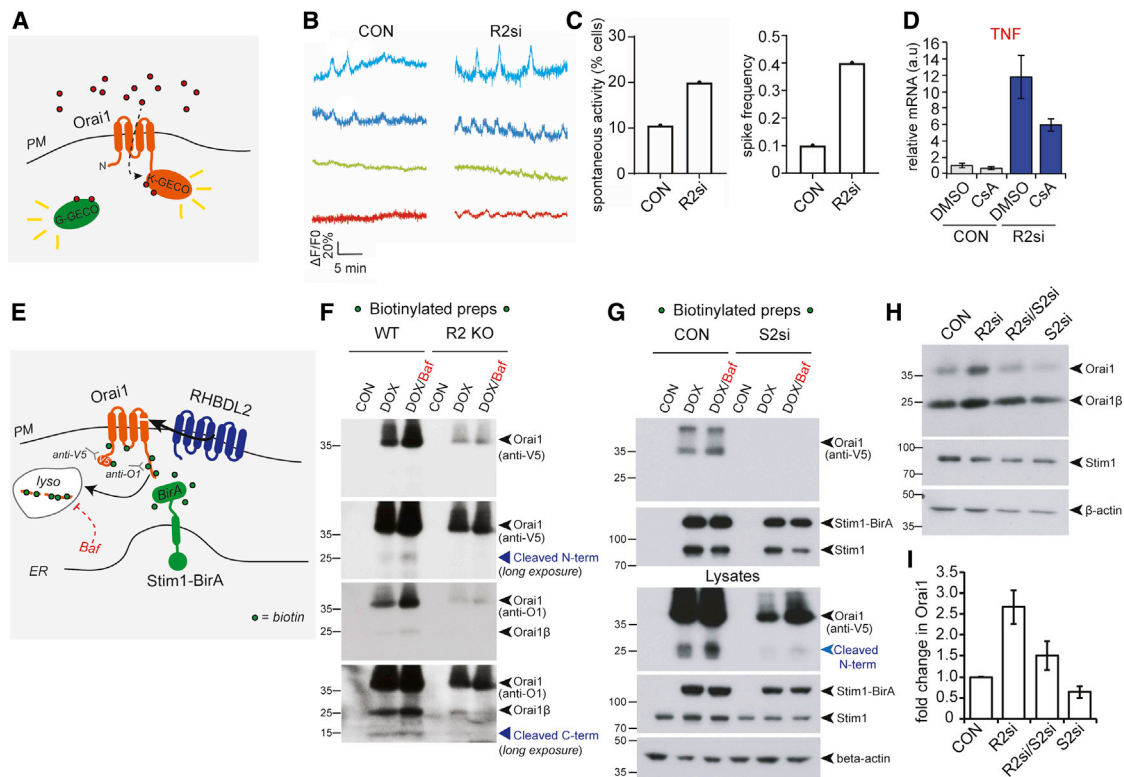 A
Orai1
PM
N
K-GECO
G-GECO
B
CON
R2si
ΔF/F0
20%
5 min
C
spontaneous activity (% cells)
30
20
10
0
CON
R2si
spike frequency
0.5
0.4
0.3
0.2
0.1
0
CON
R2si
D
TNF
relative mRNA (a.u)
16
14
12
10
8
6
4
2
0
DMSO
CsA
DMSO
CsA
CON
R2si
E
Orai1
RHBDL2
PM
anti-V5
V5
anti-O1
lyso
BirA
Baf
ER
Stim1-BirA
= biotin
F
Biotinylated preps
WT
R2 KO
CON
DOX
DOX/Baf
CON
DOX
DOX/Baf
35
25
Orai1
(anti-V5)
35
25
Orai1
(anti-V5)
Cleaved N-term
(long exposure)
35
25
Orai1
(anti-O1)
Orai1β
35
25
15
Orai1
(anti-O1)
Orai1β
Cleaved C-term
(long exposure)
G
Biotinylated preps
CON
S2si
CON
DOX
DOX/Baf
CON
DOX
DOX/Baf
35
25
Orai1
(anti-V5)
100
70
Stim1-BirA
Stim1
Lysates
35
25
Orai1
(anti-V5)
Cleaved
N-term
100
70
Stim1-BirA
Stim1
50
35
beta-actin
H
CON
R2si
R2si/S2si
S2si
35
25
Orai1
Orai1β
100
70
Stim1
50
35
β-actin
I
fold change in Orai1
3.5
3.0
2.5
2.0
1.5
1.0
0.5
0
CON
R2si
R2si/S2si
S2si